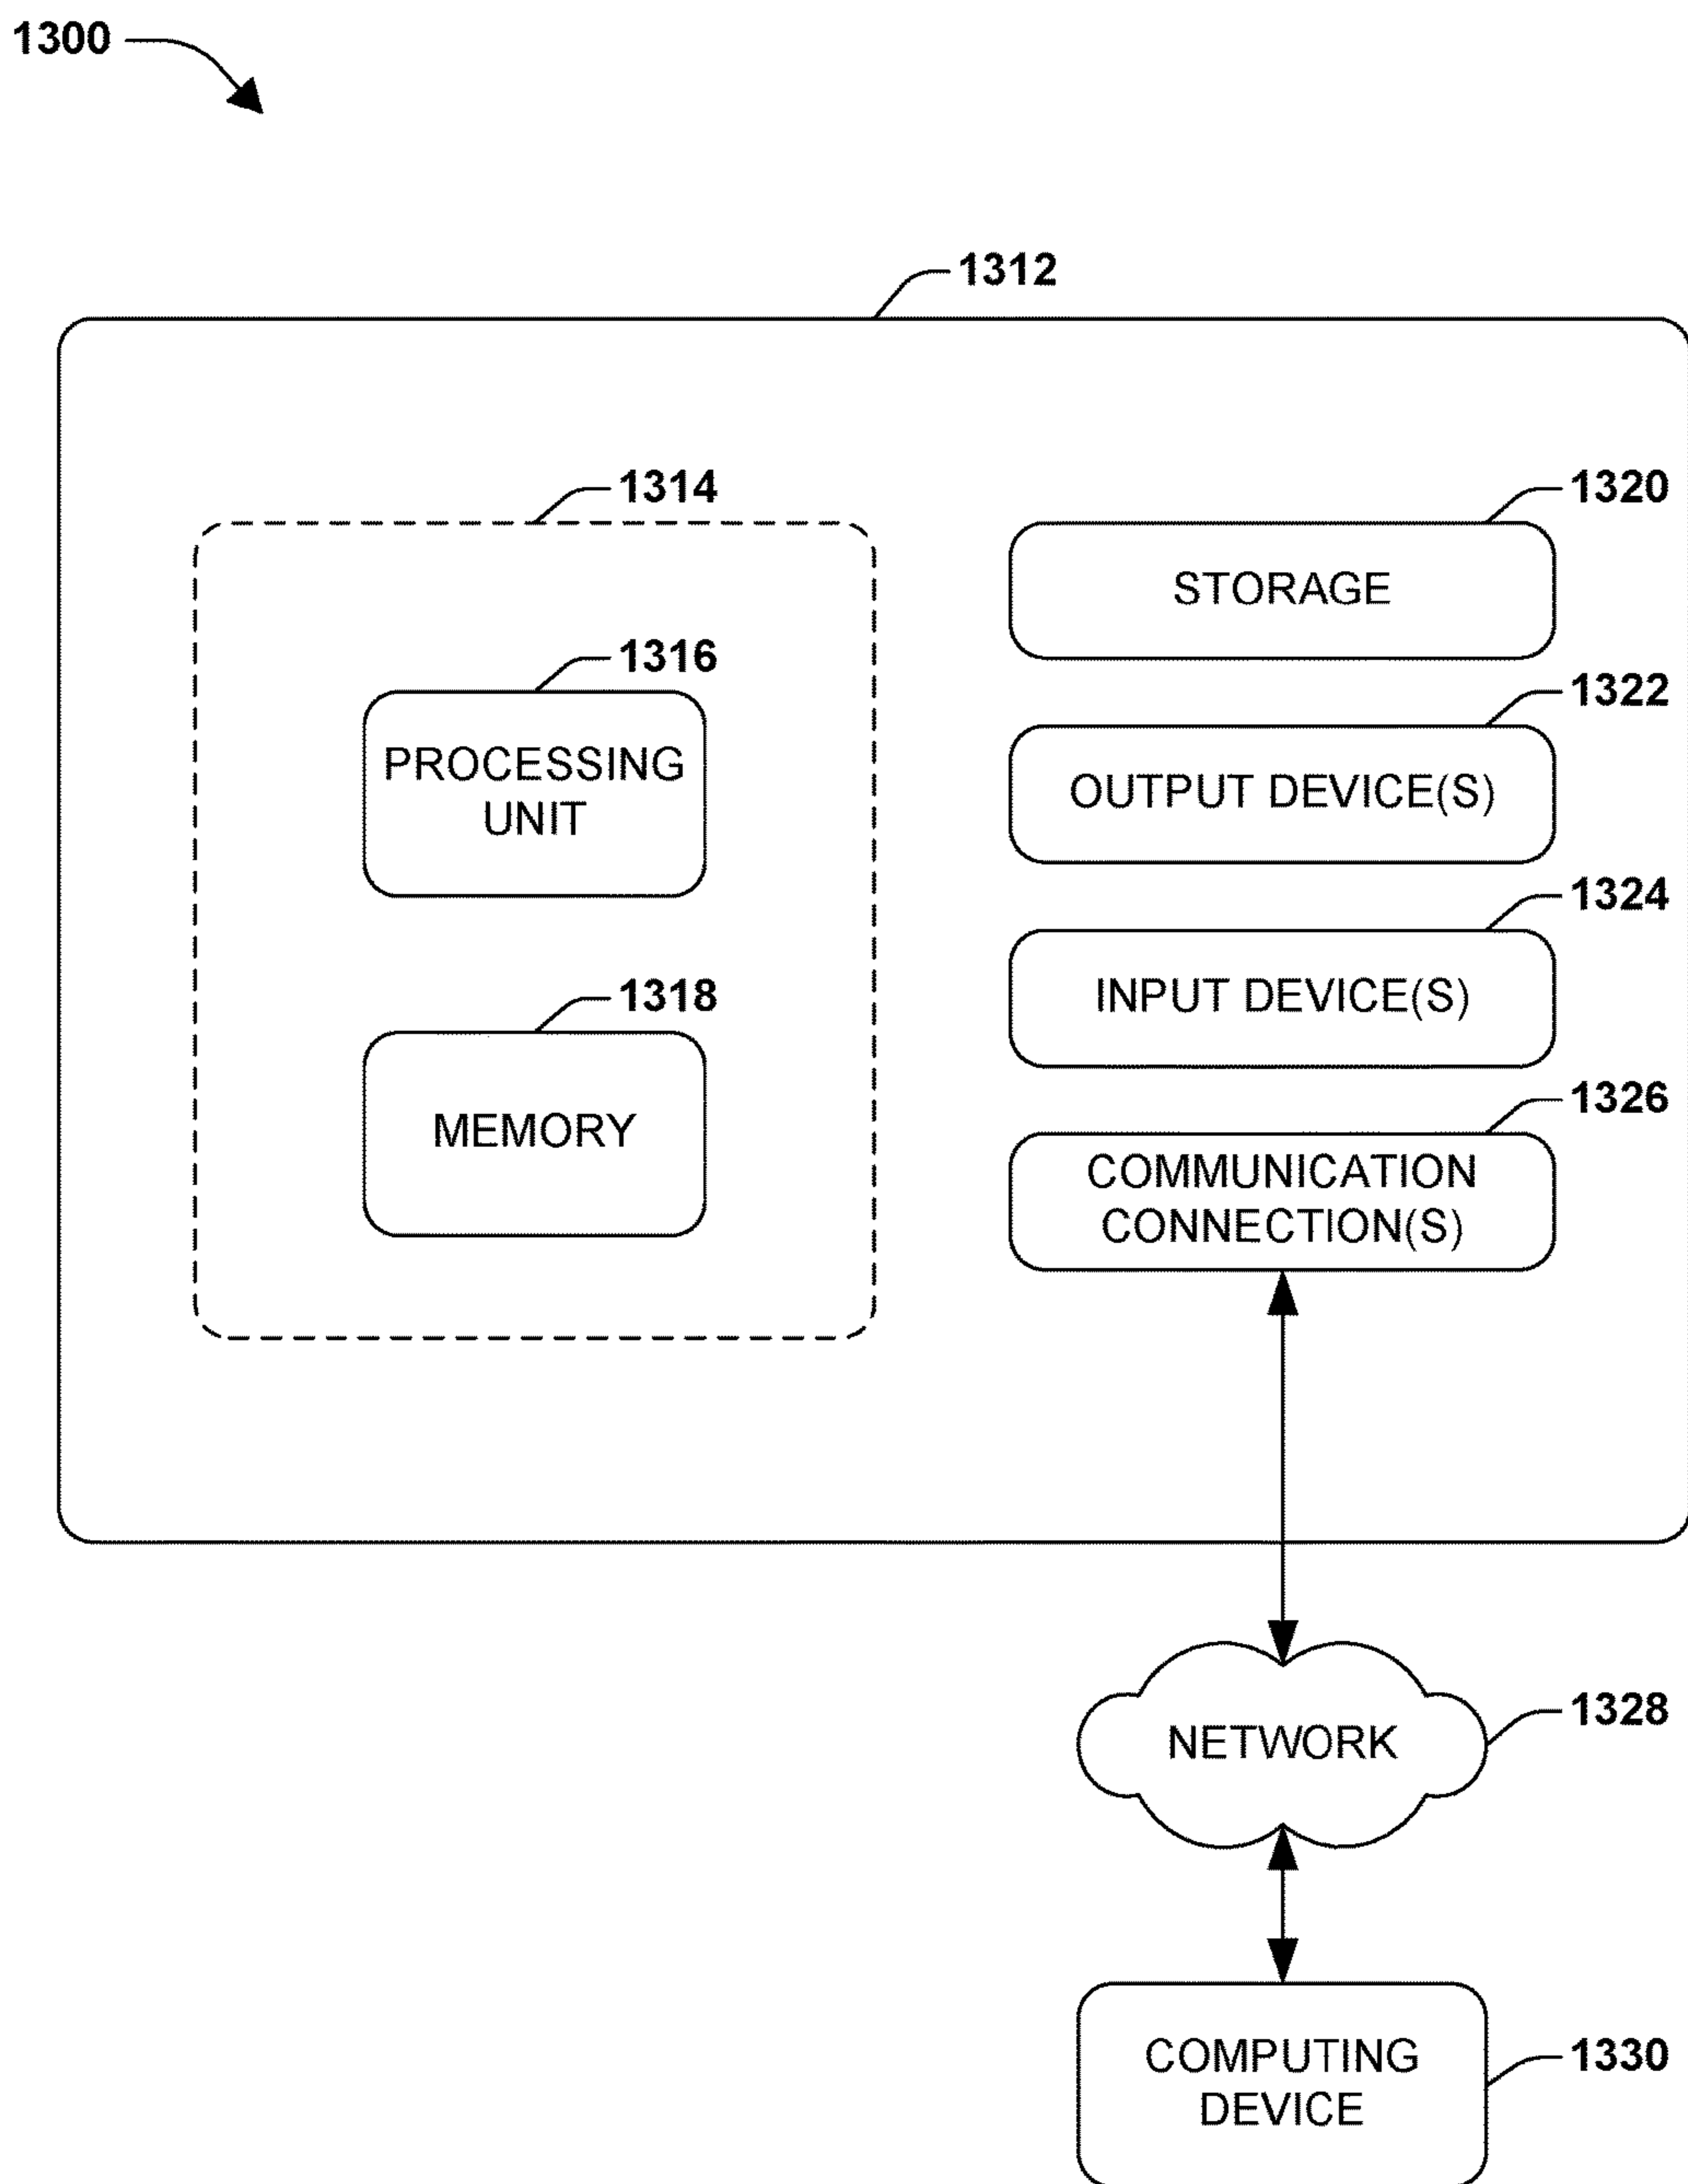 1300
1312
1314
1320
STORAGE
1316
1322
PROCESSING
UNIT
OUTPUT DEVICE(S)
1324
INPUT DEVICE(S)
1318
MEMORY
1326
COMMUNICATION
CONNECTION(S)
1328
NETWORK
1330
COMPUTING
DEVICE